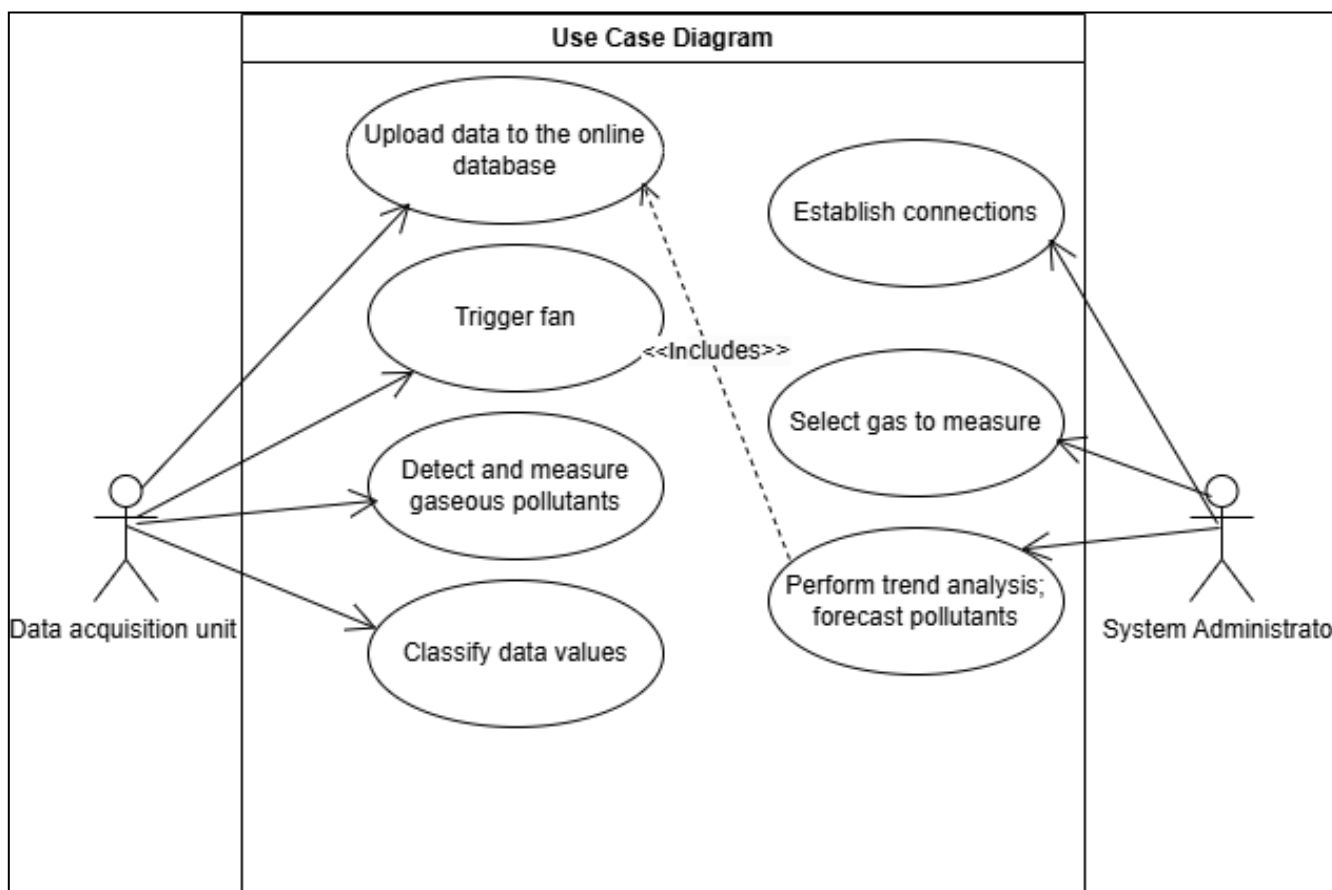 Use Case Diagram
Upload data to the online
database
Establish connections
Trigger fan
<<Includes>>
Select gas to measure
Detect and measure
gaseous pollutants
Perform trend analysis;
forecast pollutants
Data acquisition unit
System Administrato
Classify data values